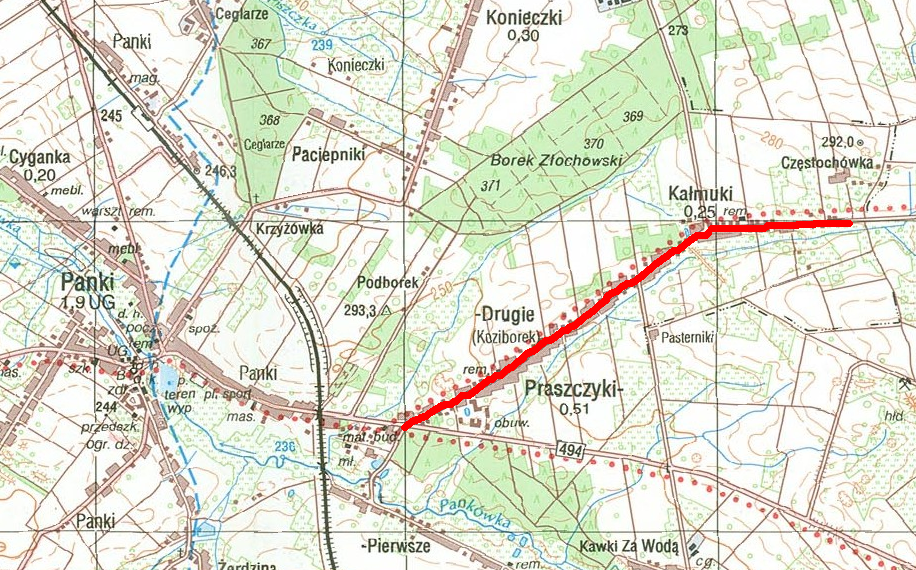 Ceglarze
Konieczki
0,30
Panki
367
239
273
Konieczki
mag.
245
368
369
Ceglarze
370
280
292,0
Paciepniki
Borek Złochowski
Częstochówka
Cyganka
0,20
246,3
371
mebl.
Kałmuki
0,25 rem.
warszt. rem.
Krzyżówka
mebl.
Panki
1,9 UG
Podborek
250
293,3
-Drugie
(Koziborek)
d. h.
pocz.
spoż.
rem.
UG
Pasterniki
szk.
Panki
rem.
p.
zdr.
teren
pl. sport.
Praszczyki-
0,51
244
wyp
mas.
przedszk.
ogr. dz.
obuw.
hld.
mat. bud.
236
494
mł.
Pankówka
Panki
-Pierwsze
Kawki Za Wodą
rem.
cg.
Żerdzina